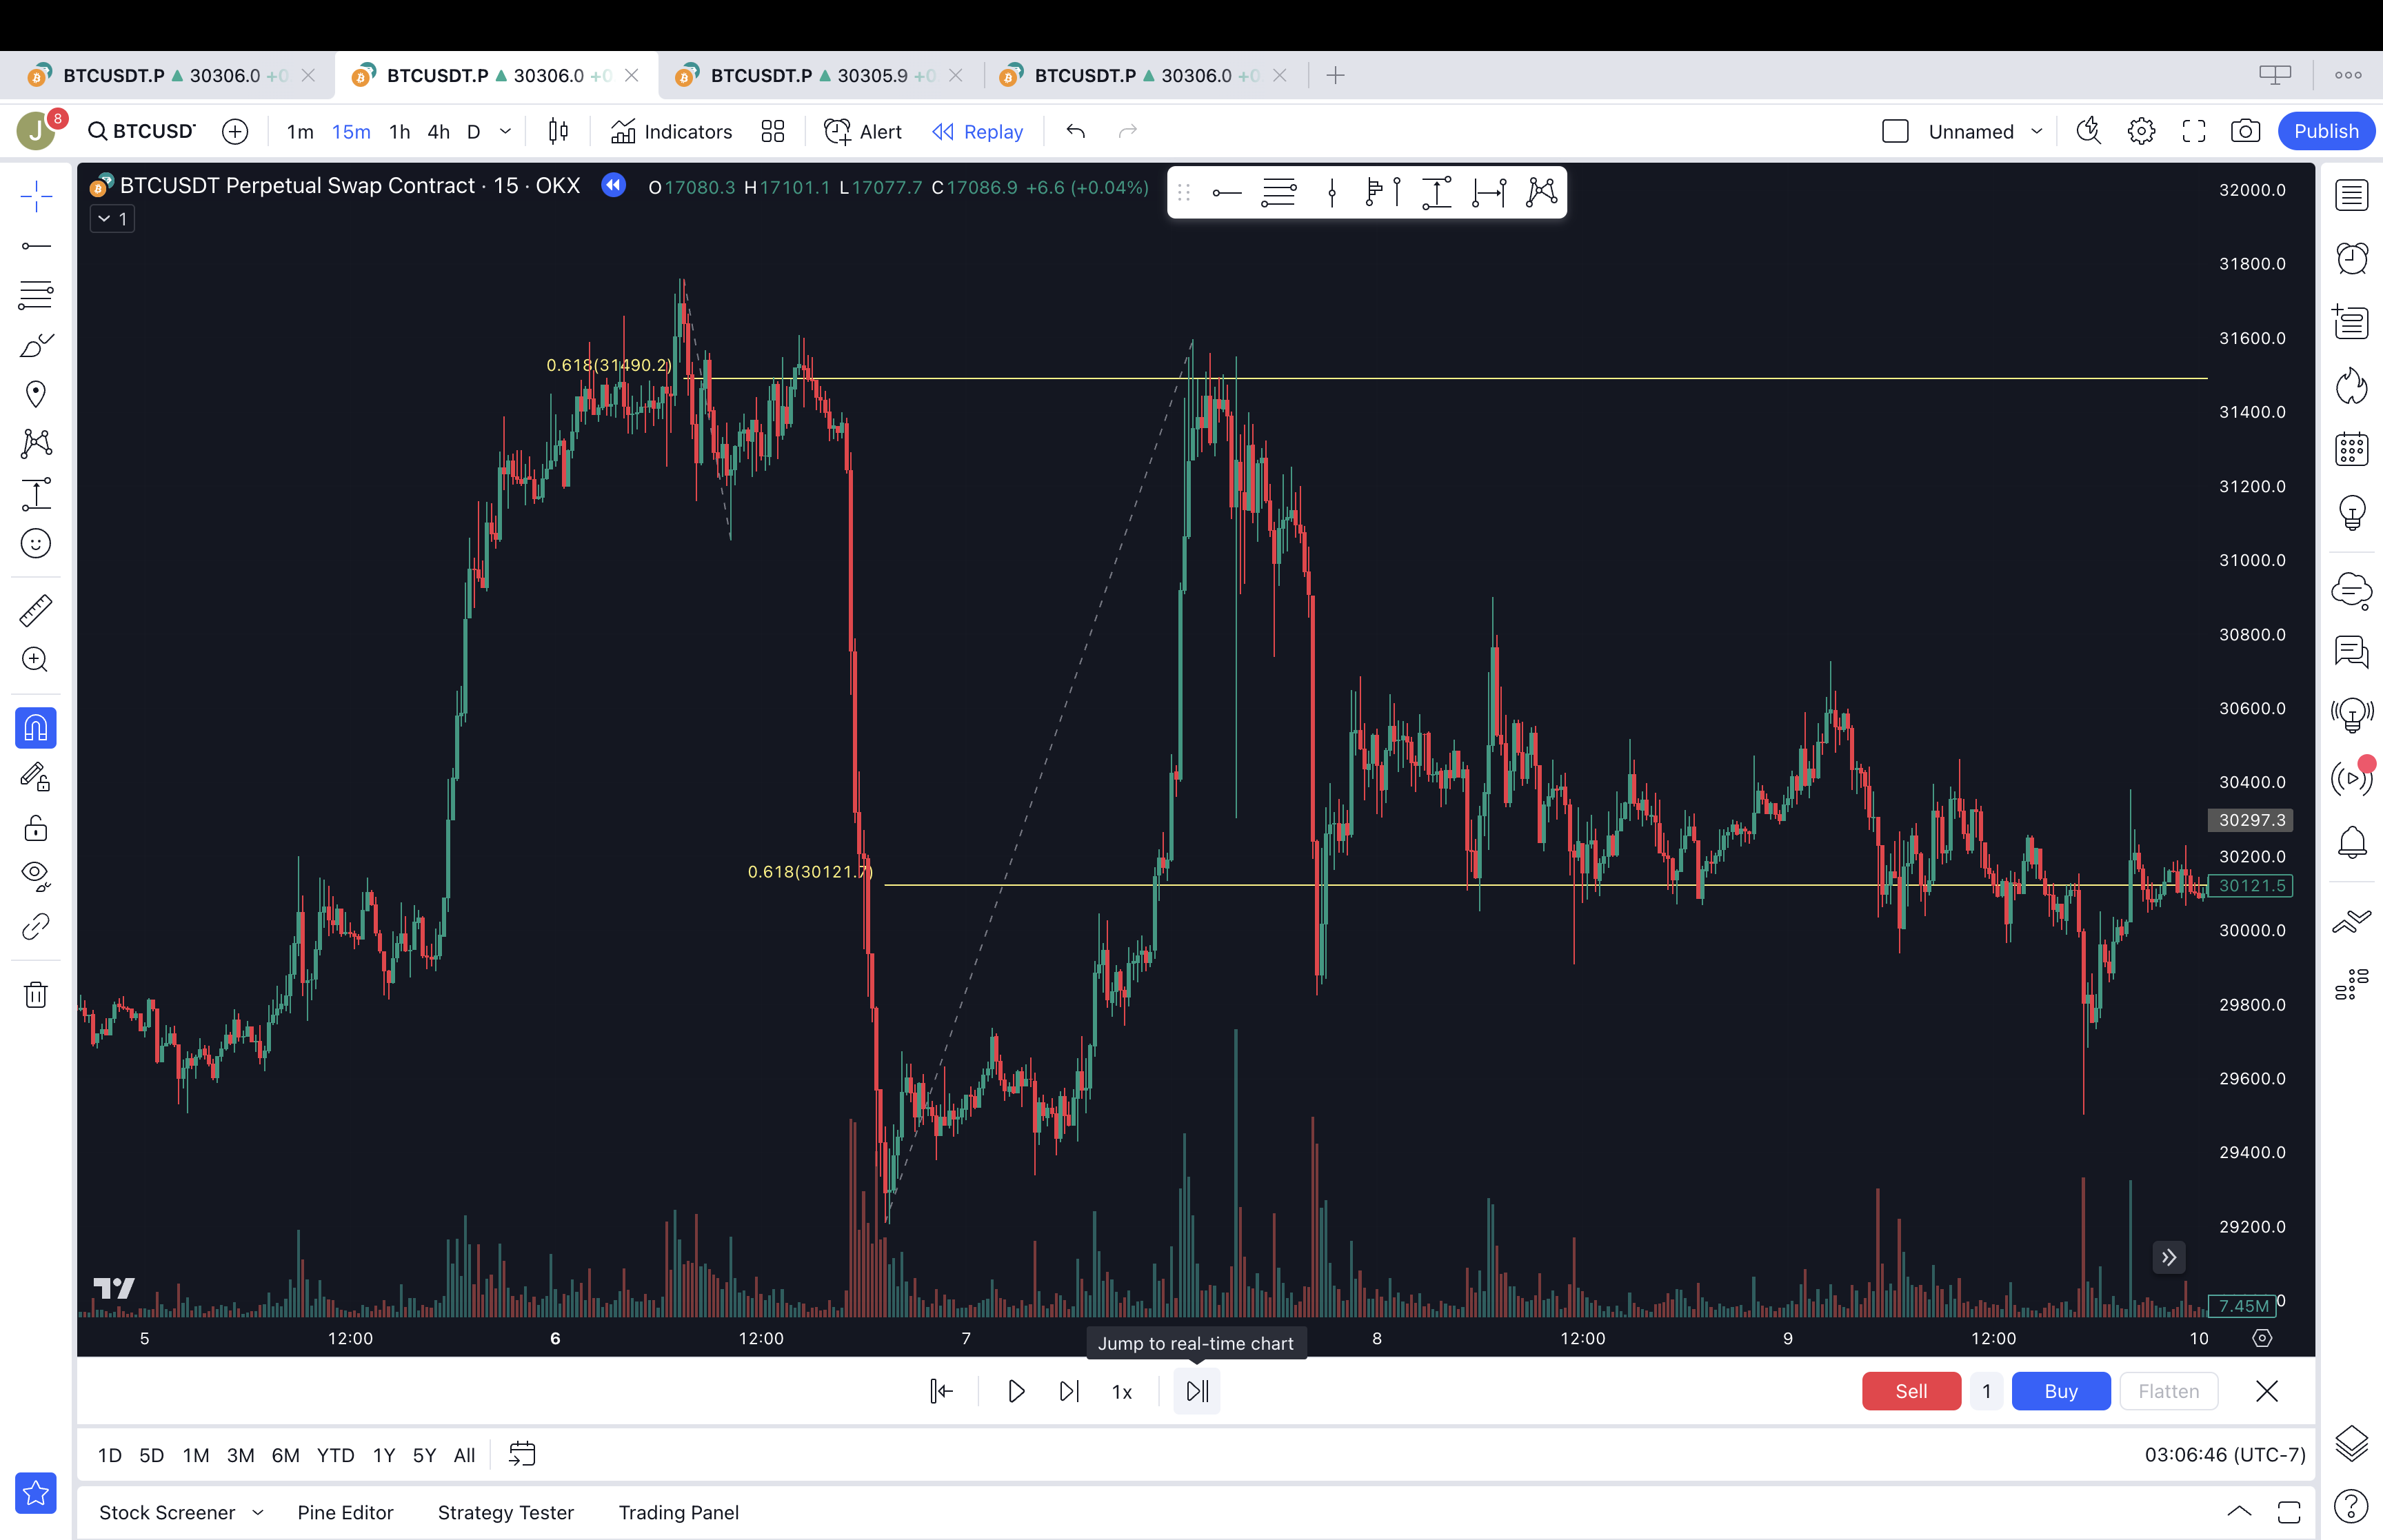 BTCUSDT.P ▲ 30306.0 +0
BTCUSDT.P ▲ 30306.0 +0
BTCUSDT.P ▲ 30305.9 +0
BTCUSDT.P ▲ 30306.0 +0
J 8
BTCUSD
1m 15m 1h 4h D
Indicators
Alert
Replay
Unnamed
Publish
BTCUSDT Perpetual Swap Contract · 15 · OKX
O17080.3 H17101.1 L17077.7 C17086.9 +6.6 (+0.04%)
1
32000.0
31800.0
31600.0
0.618(31490.2)
31400.0
31200.0
31000.0
30800.0
30600.0
30400.0
30297.3
30200.0
0.618(30121.7)
30121.5
30000.0
29800.0
29600.0
29400.0
29200.0
0
7.45M
5 12:00 6 12:00 7 8 12:00 9 12:00 10
Jump to real-time chart
1x
Sell 1 Buy Flatten
1D 5D 1M 3M 6M YTD 1Y 5Y All
03:06:46 (UTC-7)
Stock Screener Pine Editor Strategy Tester Trading Panel